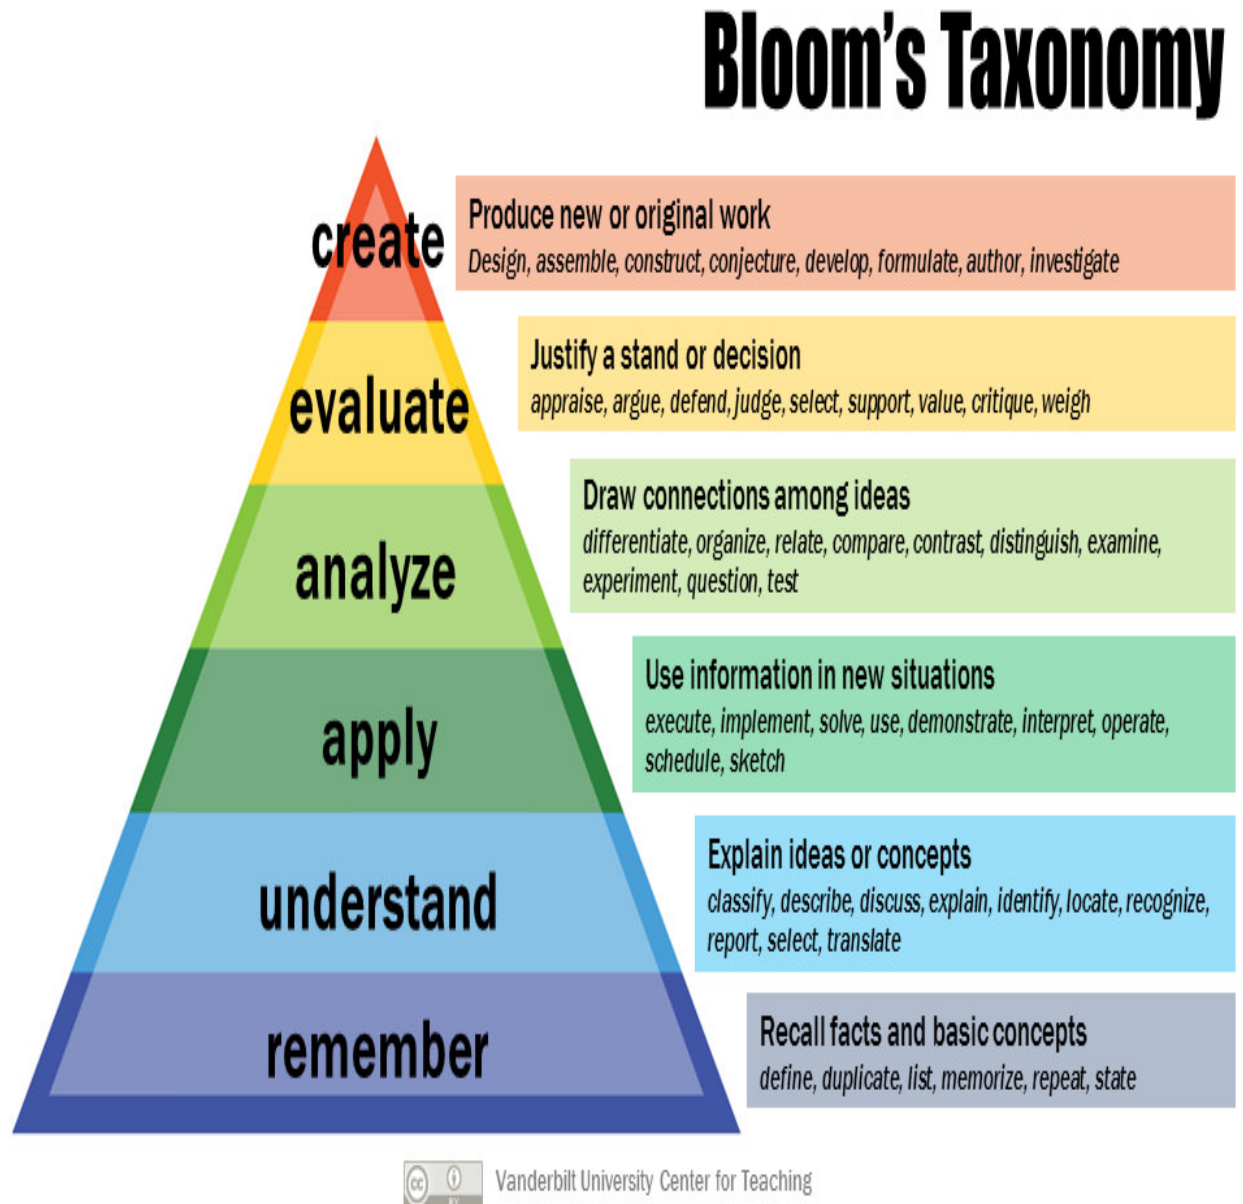 Bloom's Taxonomy
create
Produce new or original work
Design, assemble, construct, conjecture, develop, formulate, author, investigate
evaluate
Justify a stand or decision
appraise, argue, defend, judge, select, support, value, critique, weigh
analyze
Draw connections among ideas
differentiate, organize, relate, compare, contrast, distinguish, examine,
experiment, question, test
apply
Use information in new situations
execute, implement, solve, use, demonstrate, interpret, operate,
schedule, sketch
understand
Explain ideas or concepts
classify, describe, discuss, explain, identify, locate, recognize,
report, select, translate
remember
Recall facts and basic concepts
define, duplicate, list, memorize, repeat, state
cc
BY
Vanderbilt University Center for Teaching